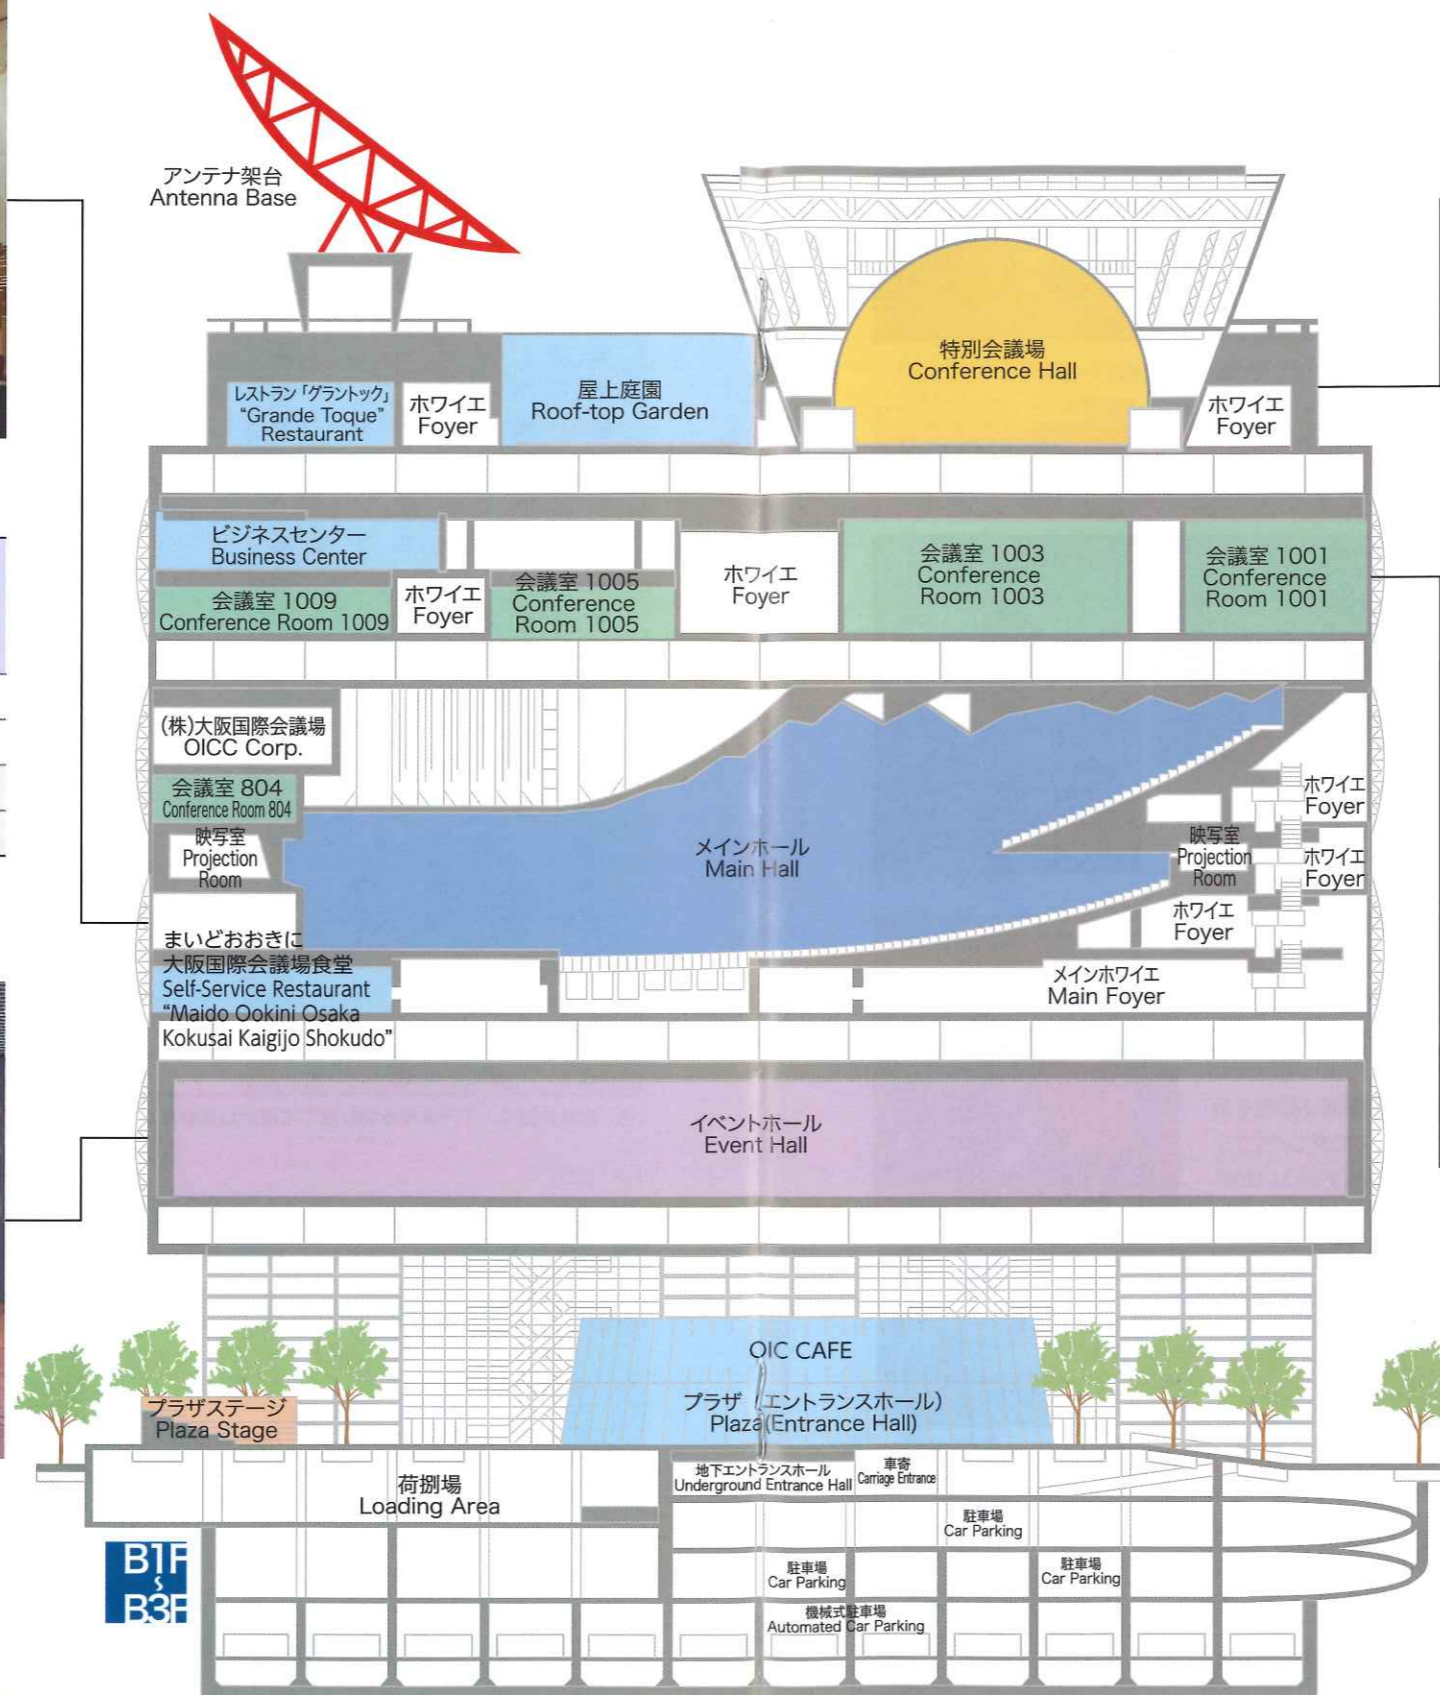 アンテナ架台
Antenna Base
特別会議場
Conference Hall
レストラン「グラントック」
“Grande Toque”
Restaurant
ホワイエ
Foyer
屋上庭園
Roof-top Garden
ホワイエ
Foyer
ビジネスセンター
Business Center
会議室 1009
Conference Room 1009
ホワイエ
Foyer
会議室 1005
Conference
Room 1005
ホワイエ
Foyer
会議室 1003
Conference
Room 1003
会議室 1001
Conference
Room 1001
(株)大阪国際会議場
OICC Corp.
会議室 804
Conference Room 804
映写室
Projection
Room
メインホール
Main Hall
映写室
Projection
Room
ホワイエ
Foyer
ホワイエ
Foyer
ホワイエ
Foyer
まいどおおきに
大阪国際会議場食堂
Self-Service Restaurant
“Maido Ookini Osaka
Kokusai Kaigijo Shokudo”
メインホワイエ
Main Foyer
イベントホール
Event Hall
OIC CAFE
プラザ（エントランスホール）
Plaza(Entrance Hall)
プラザステージ
Plaza Stage
荷捌場
Loading Area
地下エントランスホール
Underground Entrance Hall
車寄
Carriage Entrance
駐車場
Car Parking
駐車場
Car Parking
駐車場
Car Parking
機械式駐車場
Automated Car Parking
B1F
〜
B3F